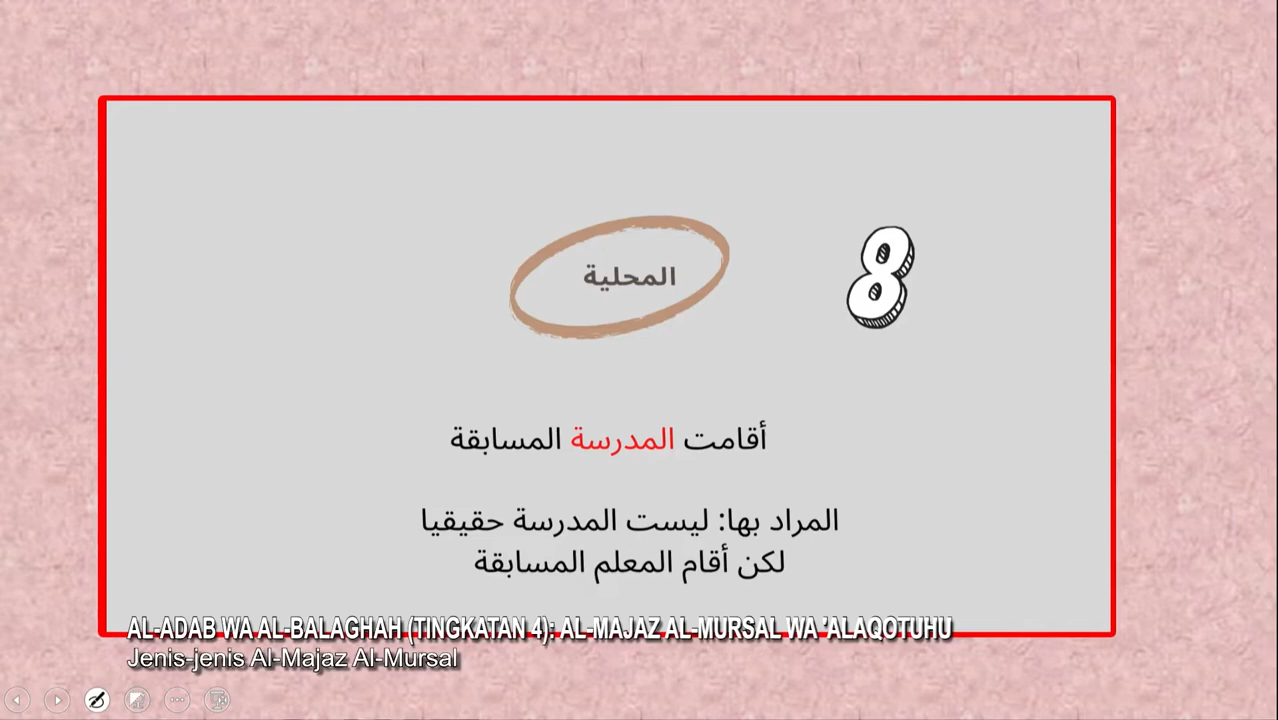 8
المحلية
أقامت المدرسة المسابقة
المراد بها: ليست المدرسة حقيقيا
لكن أقام المعلم المسابقة
AL-ADAB WA AL-BALAGHAH (TINGKATAN 4): AL-MAJAZ AL-MURSAL WA 'ALAQOTUHU
Jenis-jenis Al-Majaz Al-Mursal